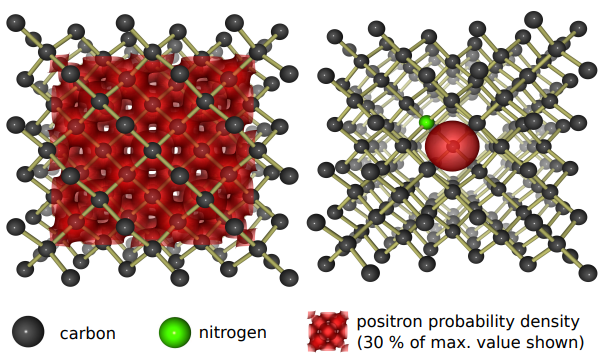 carbon
nitrogen
positron probability density
(30 % of max. value shown)